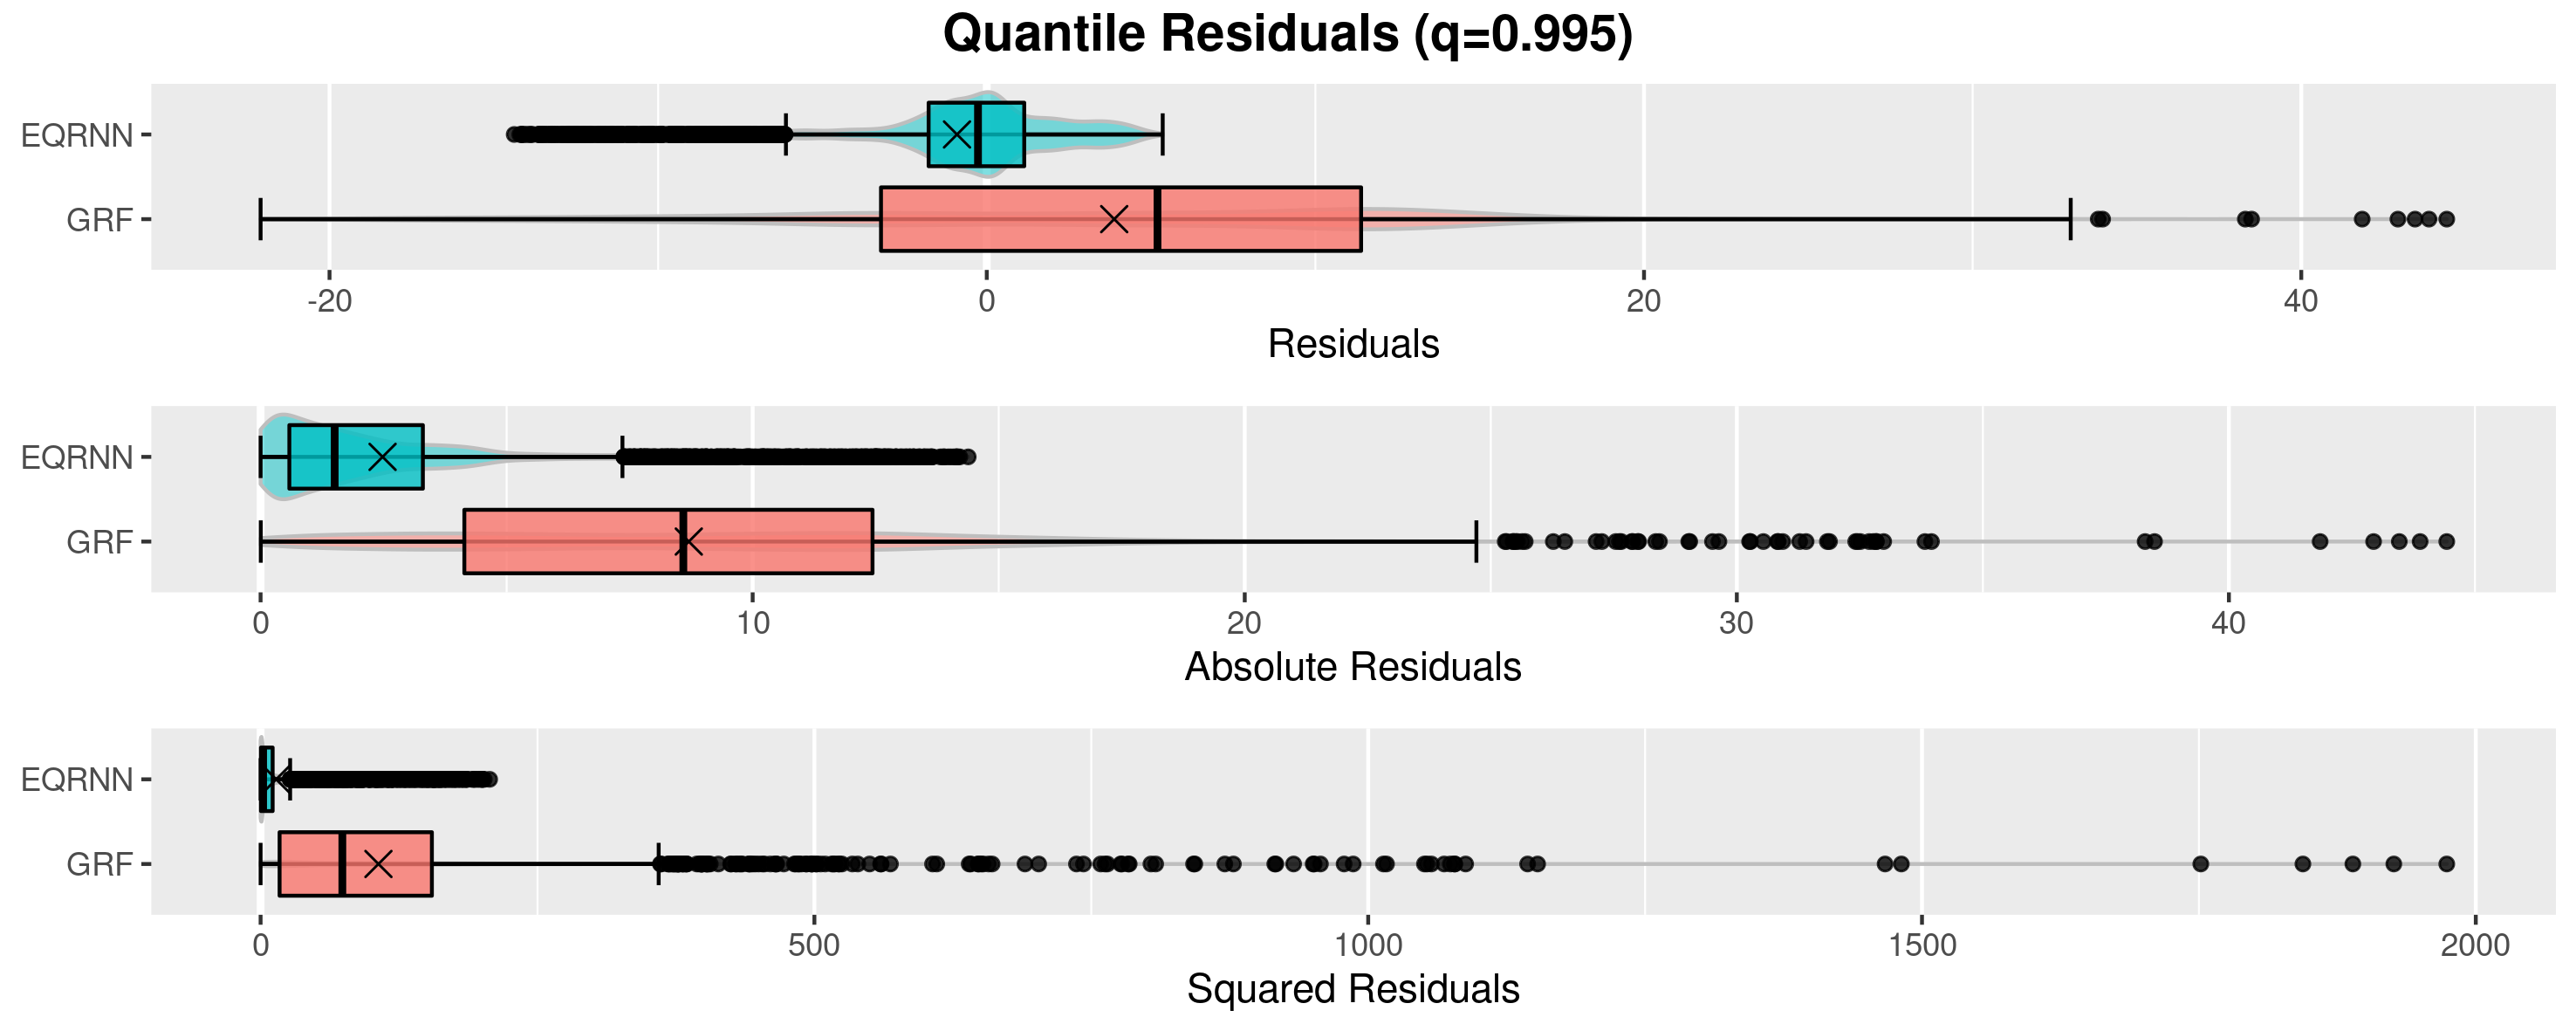 Quantile Residuals (q=0.995)
EQRNN
GRF
-20 0 20 40
Residuals
EQRNN
GRF
0 10 20 30 40
Absolute Residuals
EQRNN
GRF
0 500 1000 1500 2000
Squared Residuals